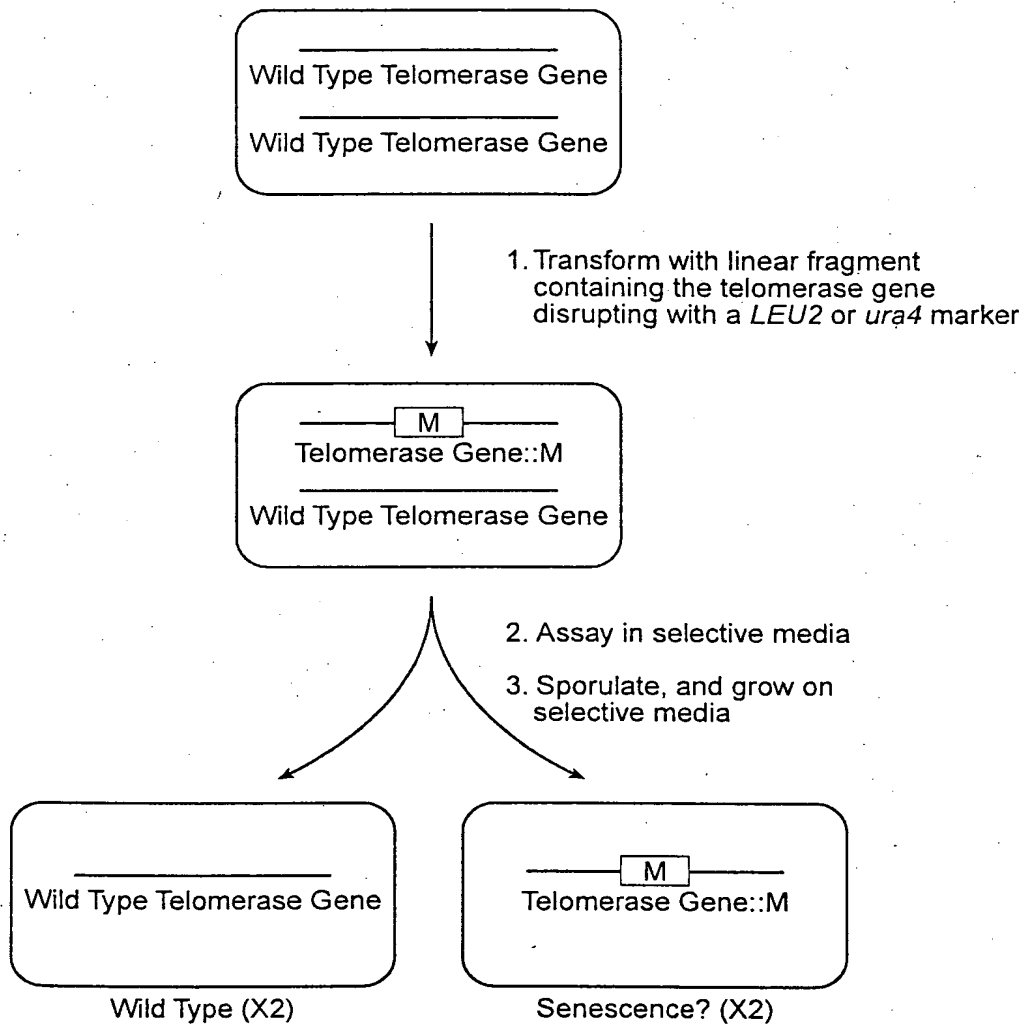 Wild Type Telomerase Gene
Wild Type Telomerase Gene
1. Transform with linear fragment
containing the telomerase gene
disrupting with a LEU2 or ura4 marker
M
Telomerase Gene::M
Wild Type Telomerase Gene
2. Assay in selective media
3. Sporulate, and grow on
selective media
Wild Type Telomerase Gene
M
Telomerase Gene::M
Wild Type (X2)
Senescence? (X2)